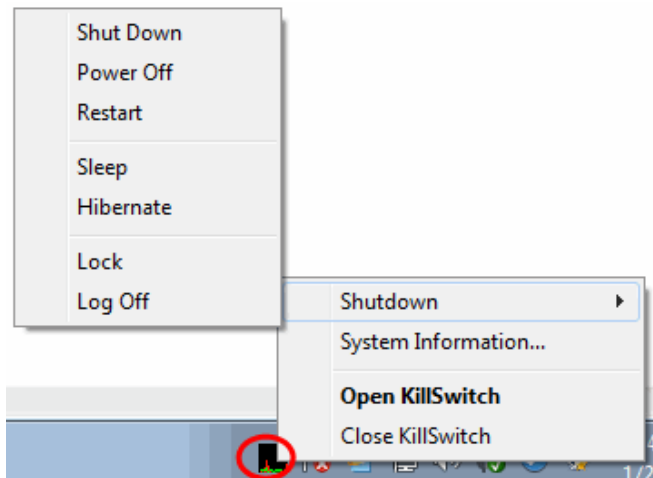 Shut Down
Power Off
Restart
Sleep
Hibernate
Lock
Log Off
Shutdown
System Information...
Open KillSwitch
Close KillSwitch